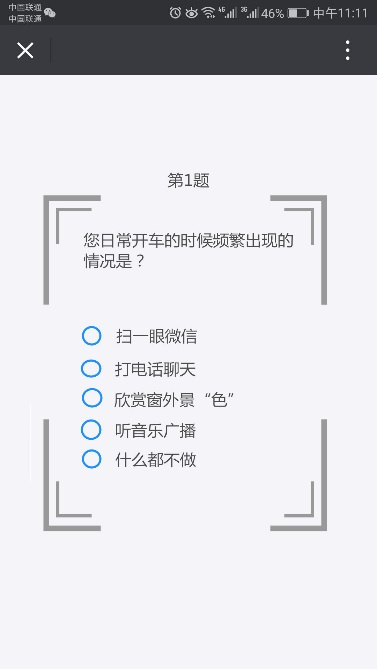 中国联通
中国联通
4G 3G 46% 中午11:11
第1题
您日常开车的时候频繁出现的
情况是？
扫一眼微信
打电话聊天
欣赏窗外景“色”
听音乐广播
什么都不做